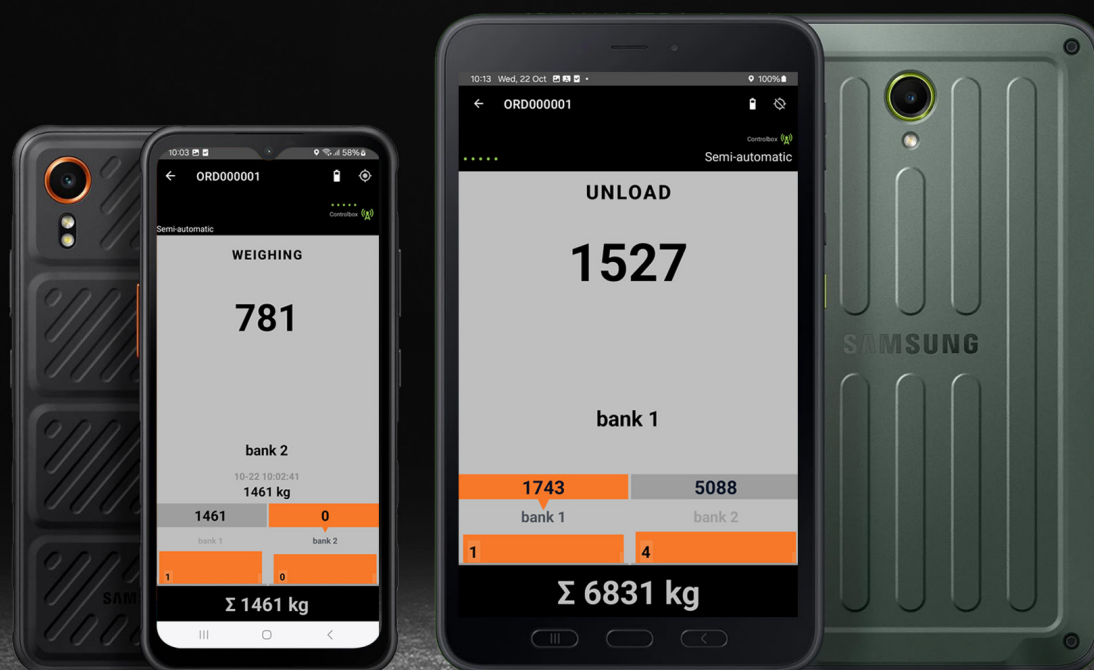 10:03
58%
ORD000001
Controlbox
Semi-automatic
WEIGHING
781
bank 2
10-22 10:02:41
1461 kg
1461 0
bank 1 bank 2
1 0
Σ 1461 kg
SAM
10:13 Wed, 22 Oct
100%
ORD000001
Controlbox
Semi-automatic
UNLOAD
1527
bank 1
1743 5088
bank 1 bank 2
1 4
Σ 6831 kg
SAMSUNG